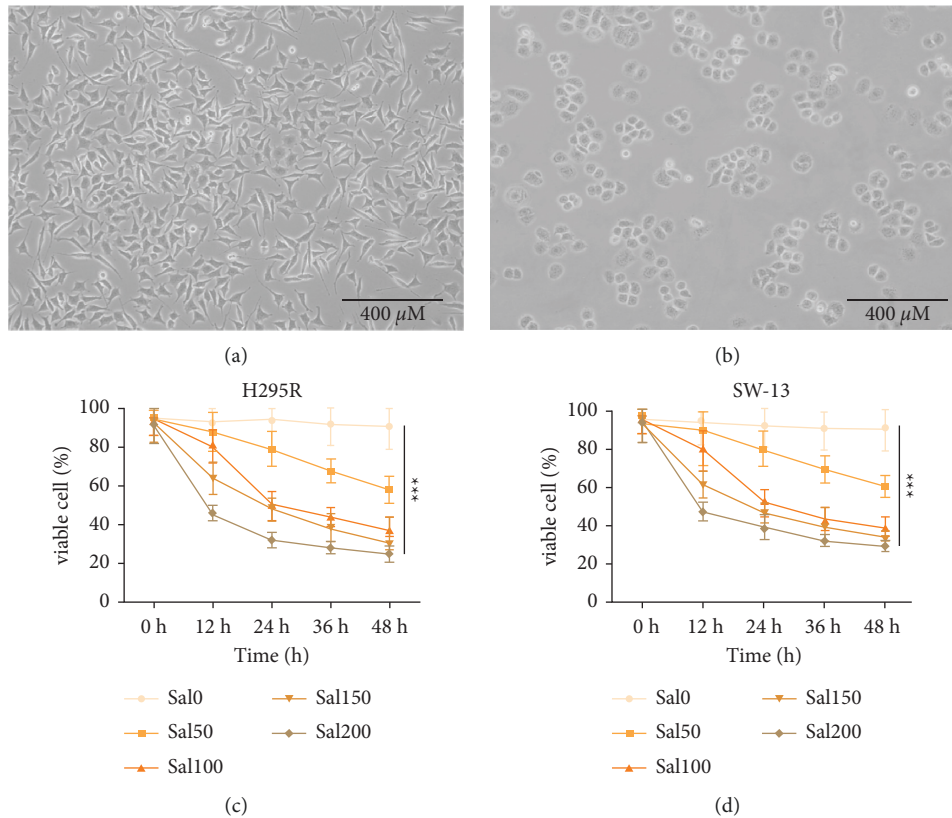 400 μM
400 μM
(a)
(b)
H295R
100
80
60
40
20
0
viable cell (%)
***
0 h 12 h 24 h 36 h 48 h
Time (h)
Sal0
Sal50
Sal100
Sal150
Sal200
(c)
SW-13
100
80
60
40
20
0
viable cell (%)
***
0 h 12 h 24 h 36 h 48 h
Time (h)
Sal0
Sal50
Sal100
Sal150
Sal200
(d)